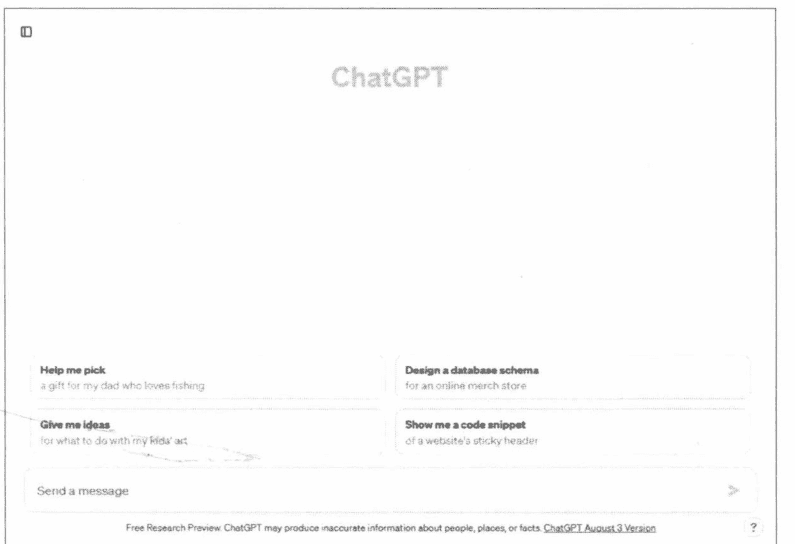 ChatGPT
Help me pick
a gift for my dad who loves fishing
Design a database schema
for an online merch store
Give me ideas
for what to do with my kids' art
Show me a code snippet
of a website's sticky header
Send a message
Free Research Preview. ChatGPT may produce inaccurate information about people, places, or facts. ChatGPT August 3 Version
?